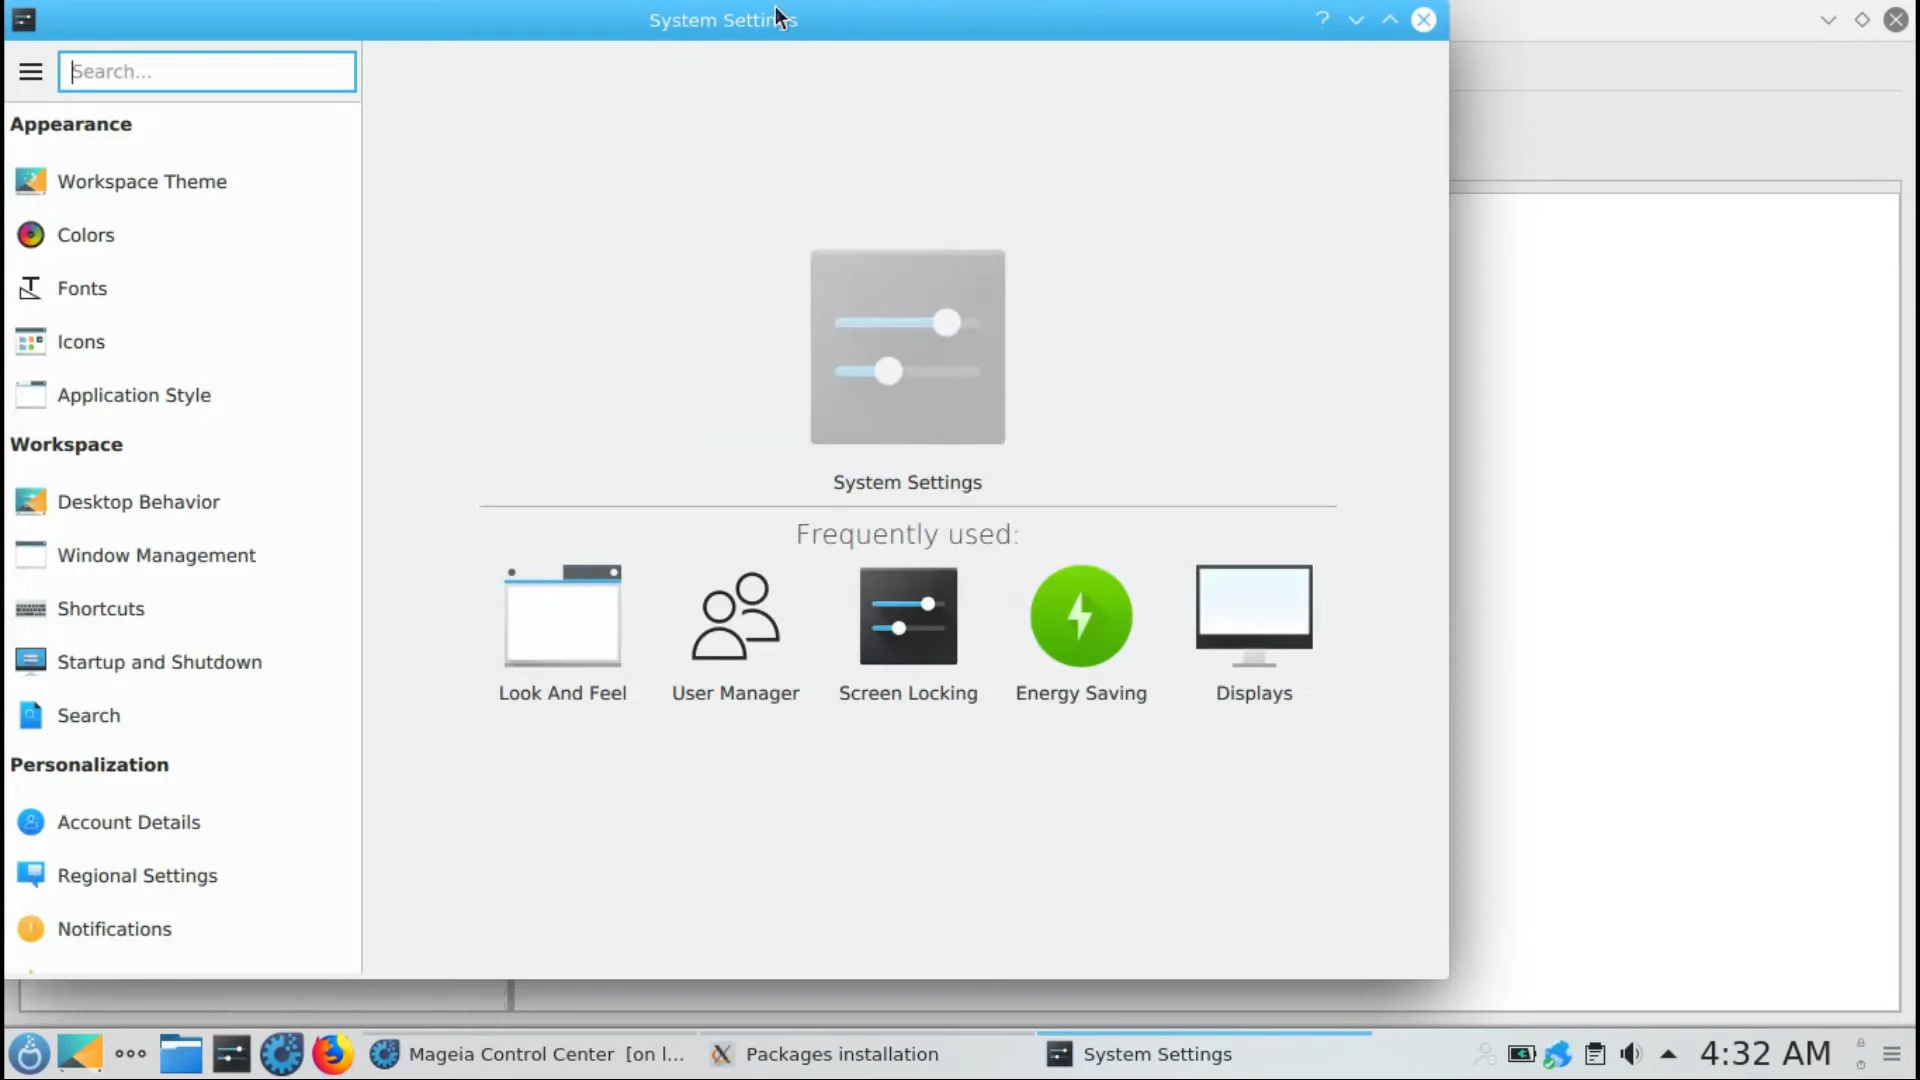 System Settings
Search...
Appearance
Workspace Theme
Colors
Fonts
Icons
Application Style
Workspace
Desktop Behavior
Window Management
Shortcuts
Startup and Shutdown
Search
Personalization
Account Details
Regional Settings
Notifications
System Settings
Frequently used:
Look And Feel
User Manager
Screen Locking
Energy Saving
Displays
Mageia Control Center [on l...
Packages installation
System Settings
4:32 AM